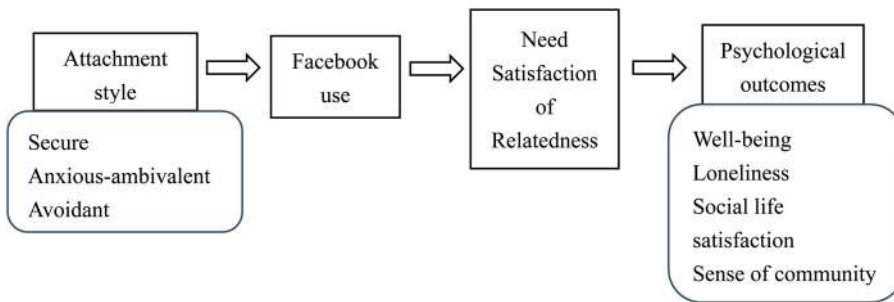 Attachment
style
Secure
Anxious-ambivalent
Avoidant
Facebook
use
Need
Satisfaction
of
Relatedness
Psychological
outcomes
Well-being
Loneliness
Social life
satisfaction
Sense of community